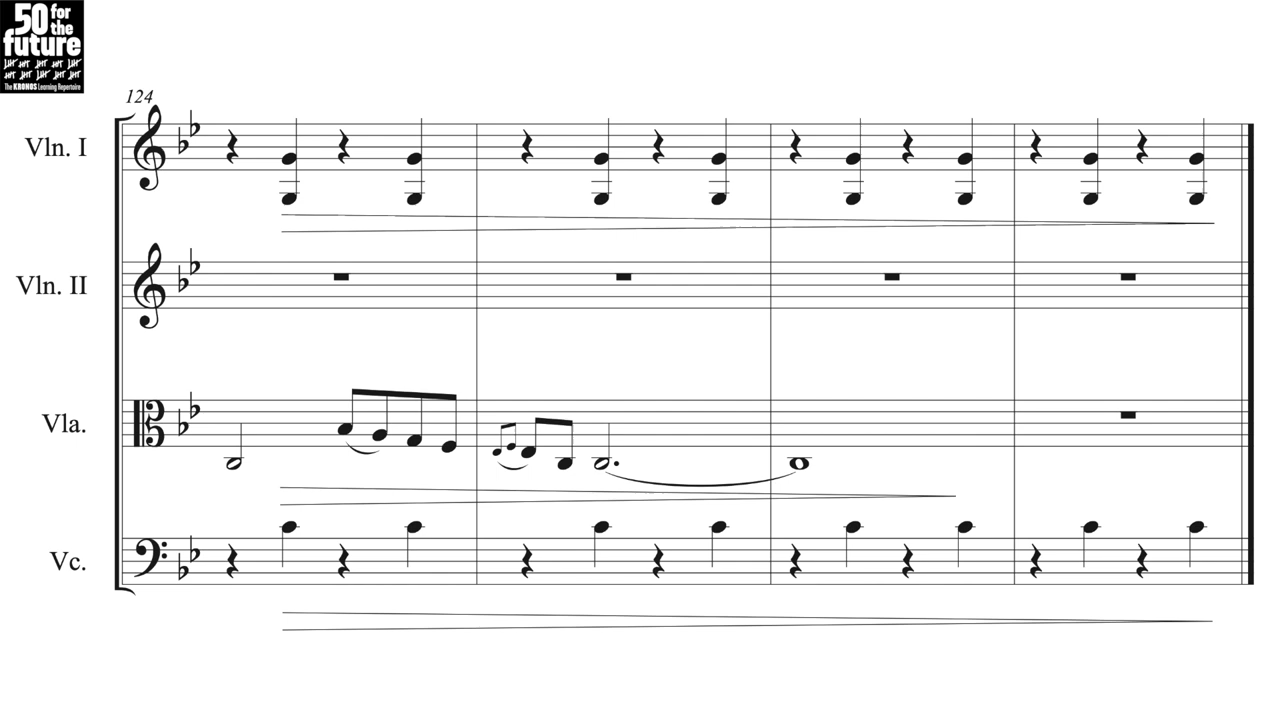 50 for
the
future
The KRONOS Learning Repertoire
124
Vln. I
Vln. II
Vla.
Vc.